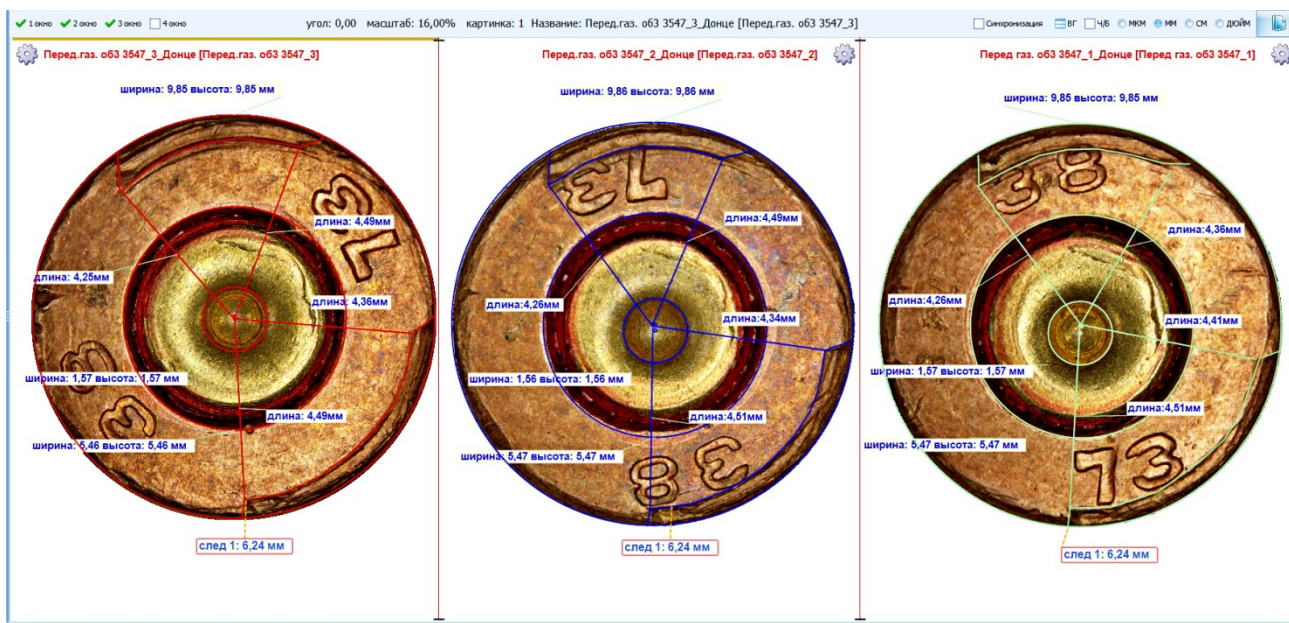 1 окно 2 окно 3 окно 4 окно угол: 0,00 масштаб: 16,00% картинка: 1 Название: Перед.газ. об3 3547_3_Донце [Перед.газ. об3 3547_3] Синхронизация ВГ Ч/Б МКМ ММ СМ ДЮЙМ
Перед.газ. об3 3547_3_Донце [Перед.газ. об3 3547_3]
ширина: 9,85 высота: 9,85 мм
длина: 4,49мм
длина: 4,25мм
длина: 4,36мм
ширина: 1,57 высота: 1,57 мм
длина: 4,49мм
ширина: 5,46 высота: 5,46 мм
след 1: 6,24 мм
73
38
Перед.газ. об3 3547_2_Донце [Перед.газ. об3 3547_2]
ширина: 9,86 высота: 9,86 мм
73
длина: 4,49мм
длина:4,26мм
длина:4,34мм
ширина: 1,56 высота: 1,56 мм
длина:4,51мм
ширина: 5,47 высота: 5,47 мм
38
след 1: 6,24 мм
Перед газ. об3 3547_1_Донце [Перед газ. об3 3547_1]
ширина: 9,85 высота: 9,85 мм
38
длина: 4,36мм
длина:4,26мм
длина:4,41мм
ширина: 1,57 высота: 1,57 мм
длина:4,51мм
ширина: 5,47 высота: 5,47 мм
73
след 1: 6,24 мм